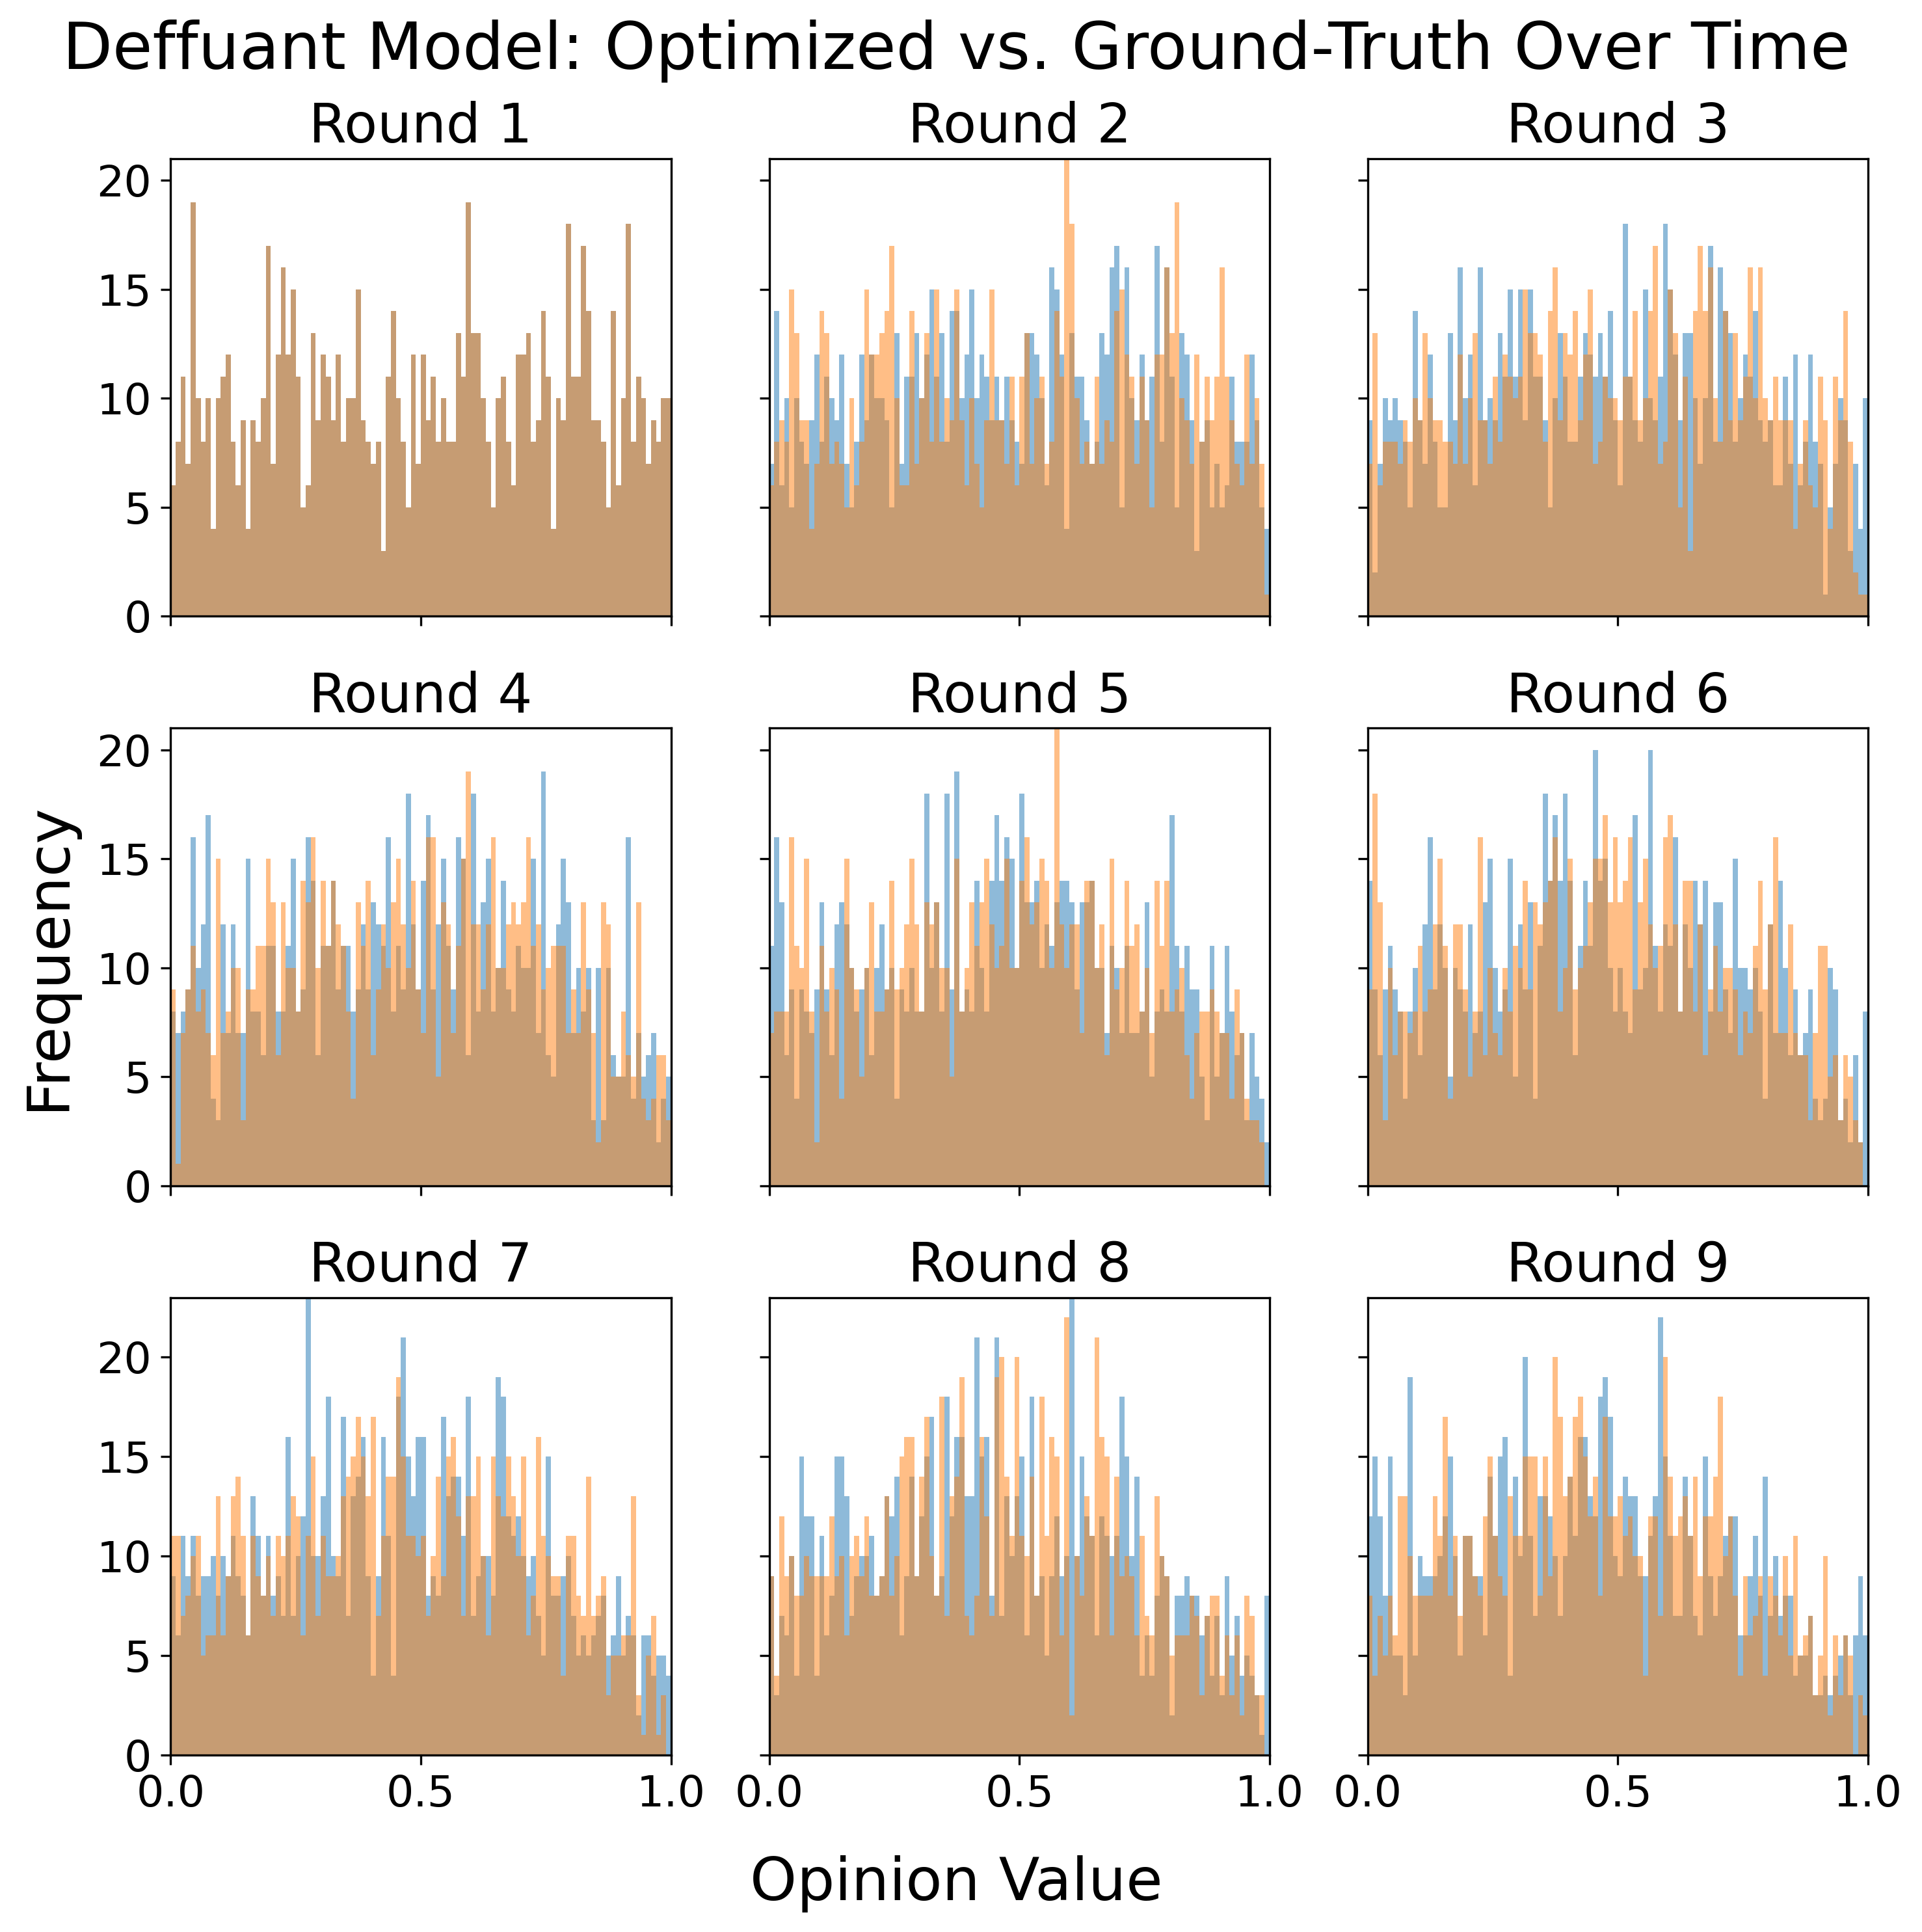 Deffuant Model: Optimized vs. Ground-Truth Over Time
Round 1
Round 2
Round 3
20
15
10
5
0
Round 4
Round 5
Round 6
20
15
10
5
0
Frequency
Round 7
Round 8
Round 9
20
15
10
5
0
0.0 0.5 1.0 0.0 0.5 1.0 0.0 0.5 1.0
Opinion Value